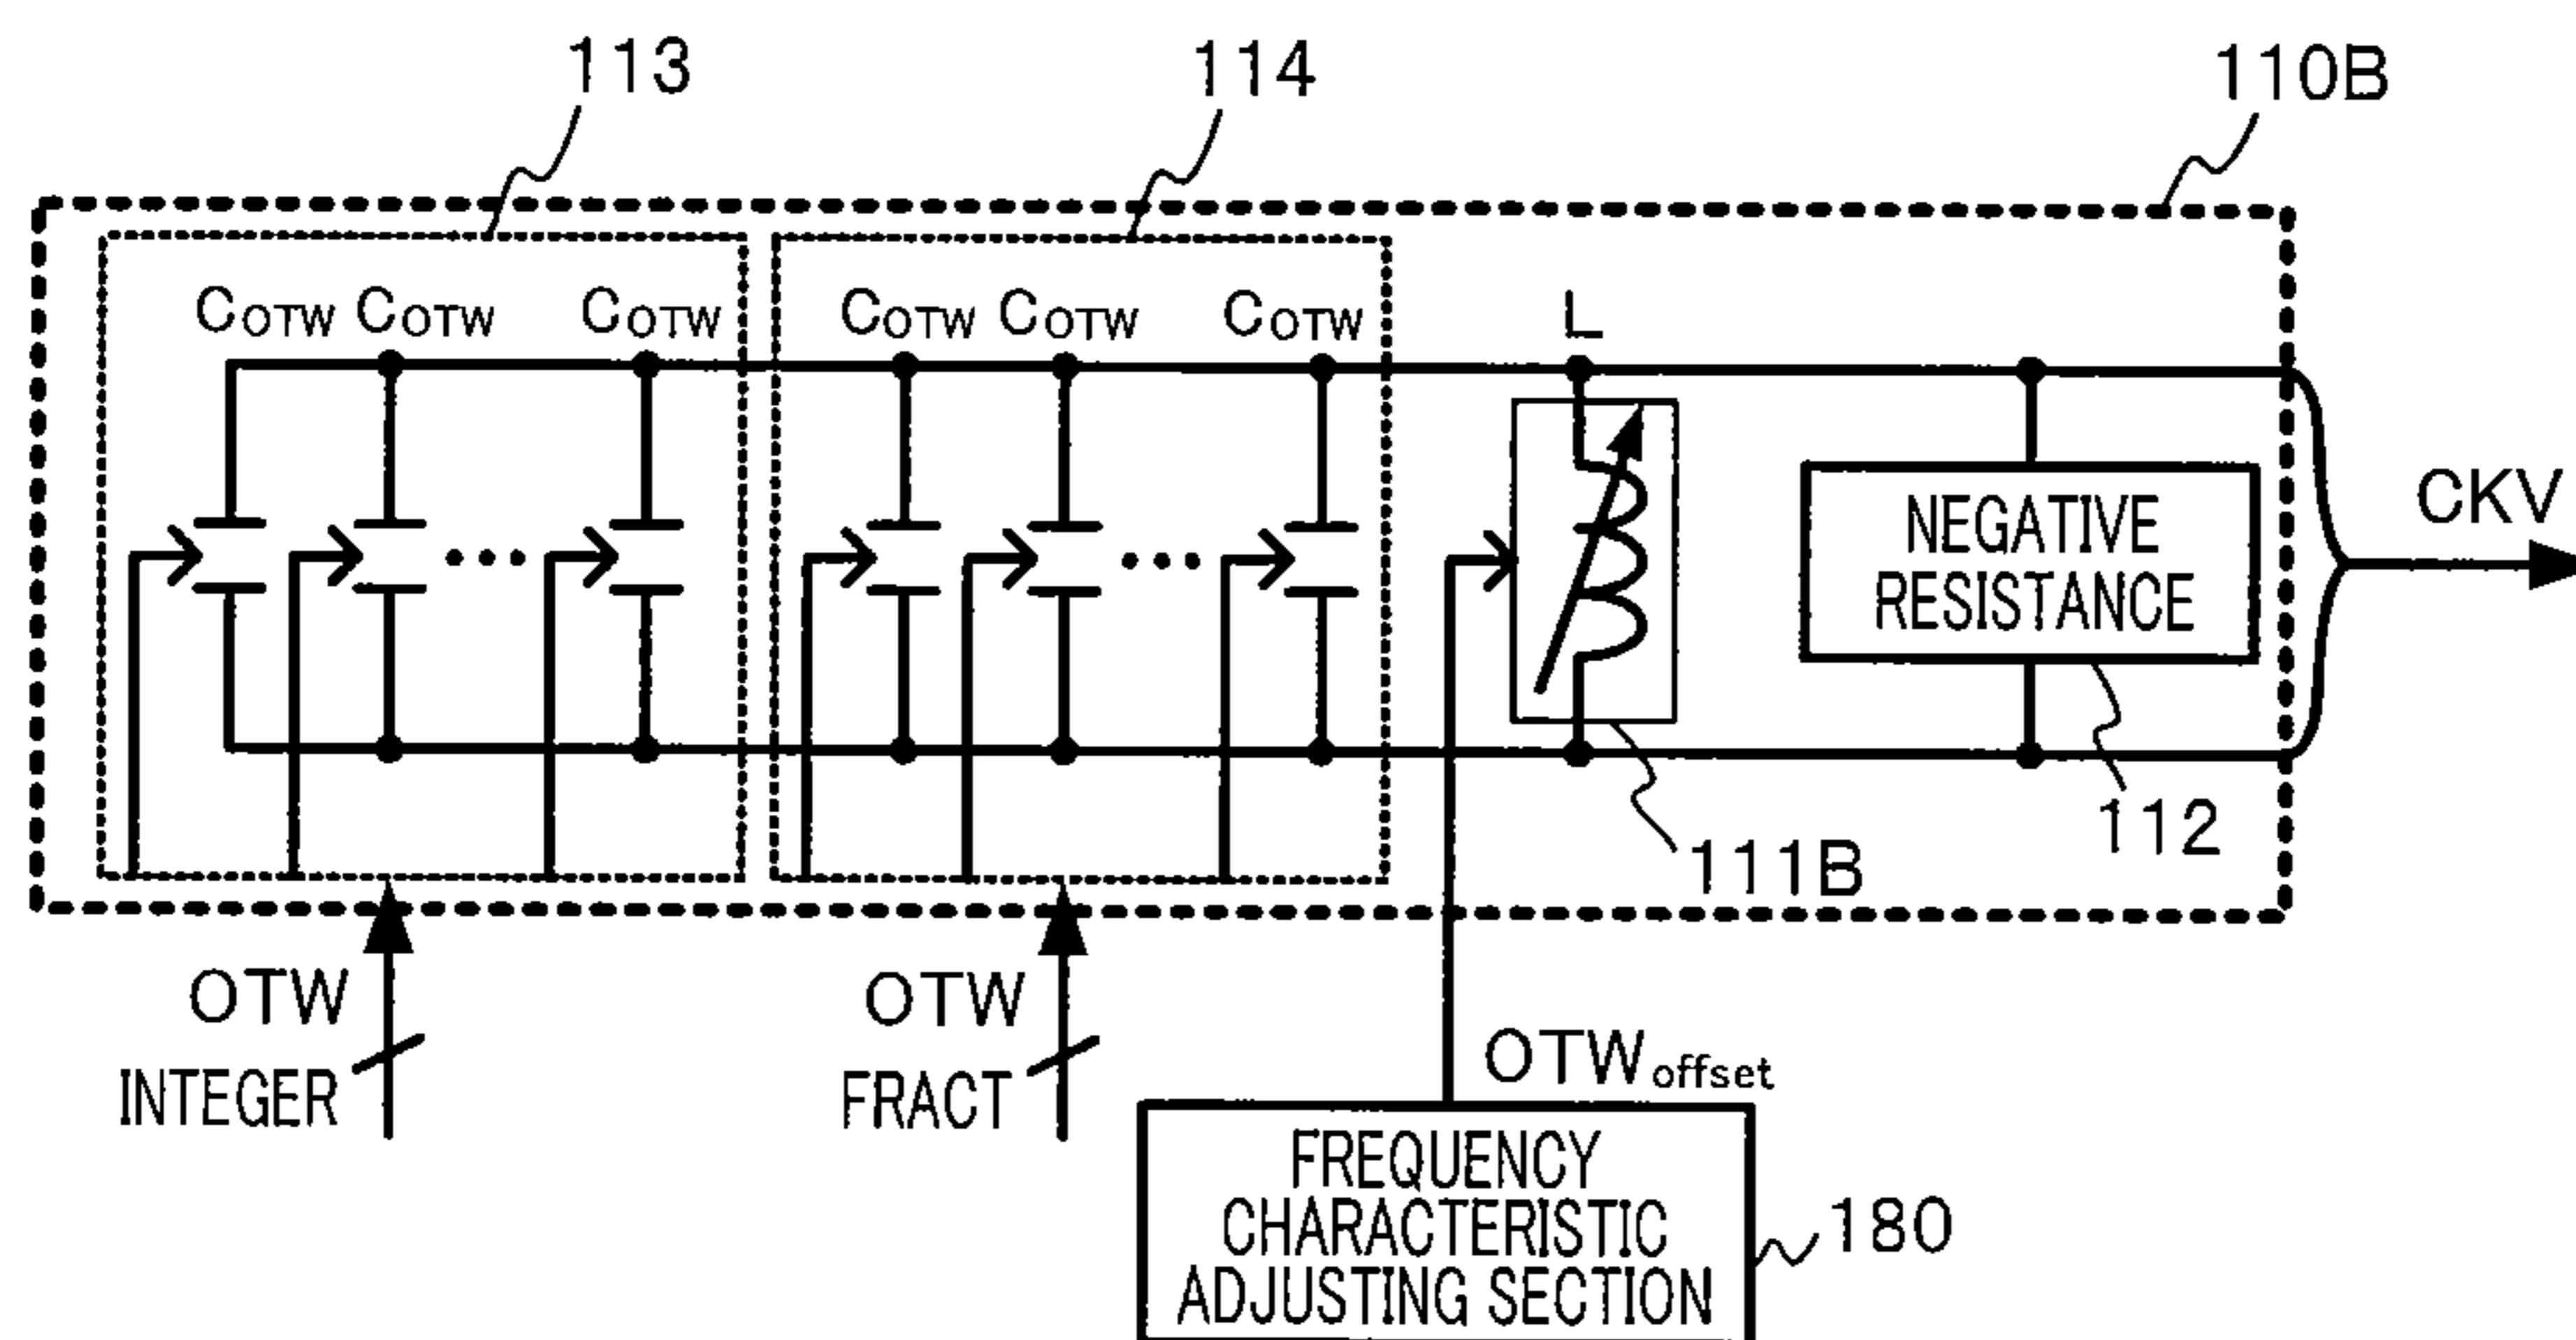 113
114
110B
COTW COTW COTW
COTW COTW COTW
L
NEGATIVE
RESISTANCE
CKV
112
111B
OTW
INTEGER
OTW
FRACT
OTWoffset
FREQUENCY
CHARACTERISTIC
ADJUSTING SECTION
180